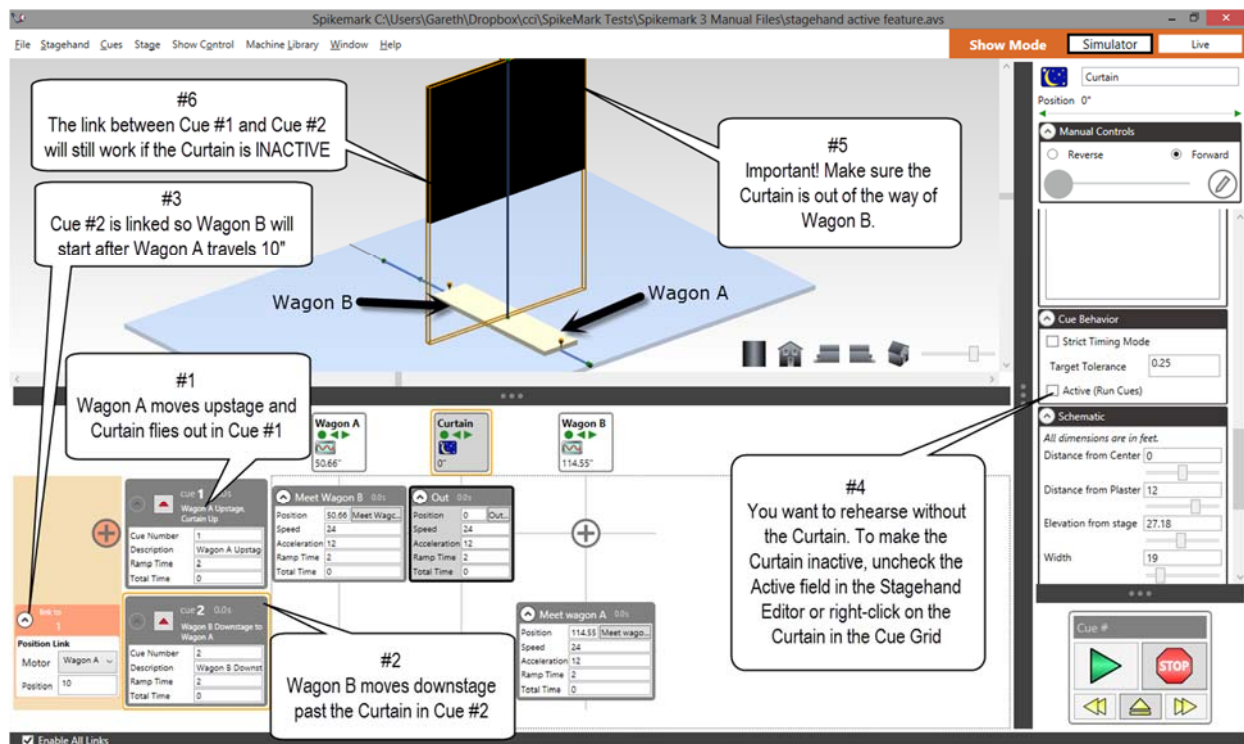 Spikemark C:\Users\Gareth\Dropbox\cci\SpikeMark Tests\Spikemark 3 Manual Files\stagehand active feature.avs
File Stagehand Cues Stage Show Control Machine Library Window Help
Show Mode Simulator Live
#6
The link between Cue #1 and Cue #2
will still work if the Curtain is INACTIVE
#3
Cue #2 is linked so Wagon B will
start after Wagon A travels 10"
#5
Important! Make sure the
Curtain is out of the way of
Wagon B.
Wagon B
Wagon A
#1
Wagon A moves upstage and
Curtain flies out in Cue #1
Wagon A
50.66"
Curtain
0"
Wagon B
114.55"
cue 1 0.0s
Wagon A Upstage,
Curtain Up
Cue Number 1
Description Wagon A Upstag
Ramp Time 2
Total Time 0
Meet Wagon B 0.0s
Position 50.66 Meet Wagc...
Speed 24
Acceleration 12
Ramp Time 2
Total Time 0
Out 0.0s
Position 0 Out...
Speed 24
Acceleration 12
Ramp Time 2
Total Time 0
link to
1
Position Link
Motor Wagon A
Position 10
cue 2 0.0s
Wagon B Downstage to
Wagon A
Cue Number 2
Description Wagon B Downst
Ramp Time 2
Total Time 0
#2
Wagon B moves downstage
past the Curtain in Cue #2
Meet wagon A 0.0s
Position 114.55 Meet wago...
Speed 24
Acceleration 12
Ramp Time 2
Total Time 0
Enable All Links
Curtain
Position 0"
Manual Controls
Reverse Forward
Cue Behavior
Strict Timing Mode
Target Tolerance 0.25
Active (Run Cues)
Schematic
All dimensions are in feet.
Distance from Center 0
Distance from Plaster 12
Elevation from stage 27.18
Width 19
#4
You want to rehearse without
the Curtain. To make the
Curtain inactive, uncheck the
Active field in the Stagehand
Editor or right-click on the
Curtain in the Cue Grid
Cue #
STOP